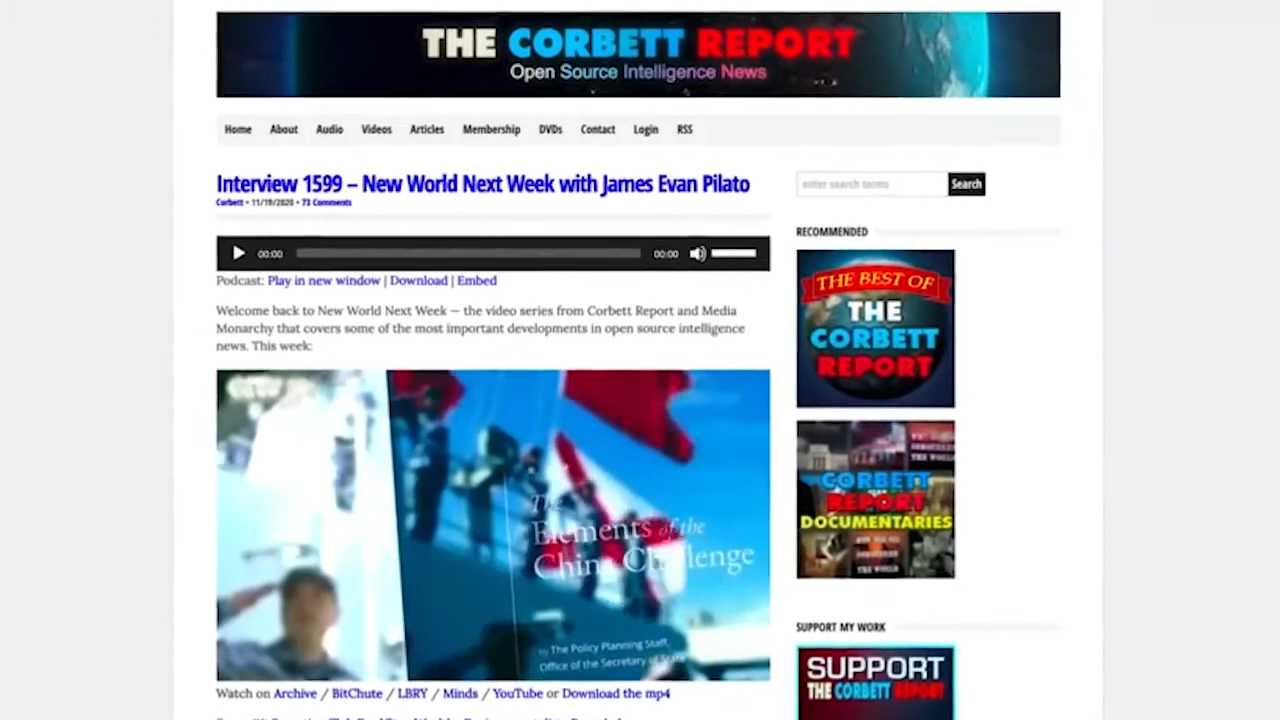 THE CORBETT REPORT
Open Source Intelligence News
Home About Audio Videos Articles Membership DVDs Contact Login RSS
Interview 1599 – New World Next Week with James Evan Pilato
Corbett • 11/19/2020 • 73 Comments
00:00 00:00
Podcast: Play in new window | Download | Embed
Welcome back to New World Next Week — the video series from Corbett Report and Media
Monarchy that covers some of the most important developments in open source intelligence
news. This week:
The
Elements of the
China Challenge
by The Policy Planning Staff,
Office of the Secretary of State
Watch on Archive / BitChute / LBRY / Minds / YouTube or Download the mp4
enter search terms Search
RECOMMENDED
THE BEST OF
THE
CORBETT
REPORT
CORBETT
REPORT
DOCUMENTARIES
SUPPORT MY WORK
SUPPORT
THE CORBETT REPORT